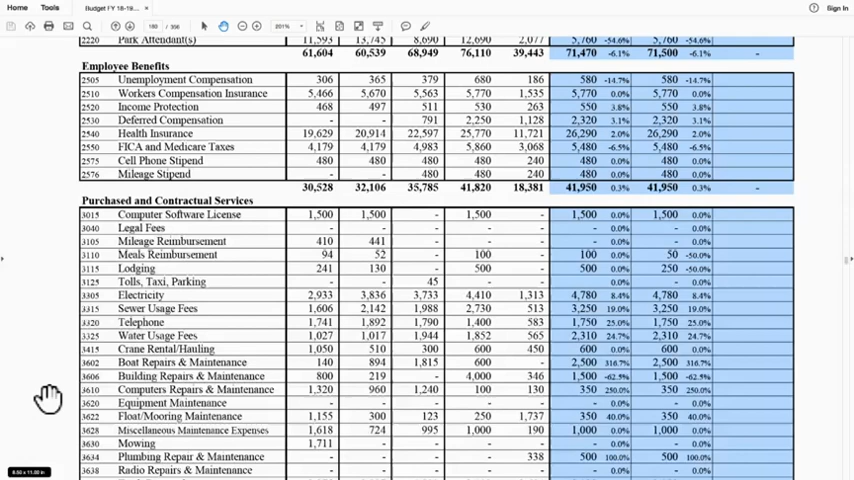 Home Tools Budget FY 18-19... × Sign In
180 / 306 201%
2220 Park Attendant(s) 11,593 13,745 8,690 12,690 2,077 5,760 -54.6% 5,760 -54.6%
61,604 60,539 68,949 76,110 39,443 71,470 -6.1% 71,500 -6.1% -
Employee Benefits
2505 Unemployment Compensation 306 365 379 680 186 580 -14.7% 580 -14.7%
2510 Workers Compensation Insurance 5,466 5,670 5,563 5,770 1,535 5,770 0.0% 5,770 0.0%
2520 Income Protection 468 497 511 530 263 550 3.8% 550 3.8%
2530 Deferred Compensation - - 791 2,250 1,128 2,320 3.1% 2,320 3.1%
2540 Health Insurance 19,629 20,914 22,597 25,770 11,721 26,290 2.0% 26,290 2.0%
2550 FICA and Medicare Taxes 4,179 4,179 4,983 5,860 3,068 5,480 -6.5% 5,480 -6.5%
2575 Cell Phone Stipend 480 480 480 480 240 480 0.0% 480 0.0%
2576 Mileage Stipend - - 480 480 240 480 0.0% 480 0.0%
30,528 32,106 35,785 41,820 18,381 41,950 0.3% 41,950 0.3% -
Purchased and Contractual Services
3015 Computer Software License 1,500 1,500 - 1,500 - 1,500 0.0% 1,500 0.0%
3040 Legal Fees - - - - - - 0.0% - 0.0%
3105 Mileage Reimbursement 410 441 - - - - 0.0% - 0.0%
3110 Meals Reimbursement 94 52 - 100 - 100 0.0% 50 -50.0%
3115 Lodging 241 130 - 500 - 500 0.0% 250 -50.0%
3125 Tolls, Taxi, Parking - - 45 - - 0.0% - 0.0%
3305 Electricity 2,933 3,836 3,733 4,410 1,313 4,780 8.4% 4,780 8.4%
3315 Sewer Usage Fees 1,606 2,142 1,988 2,730 513 3,250 19.0% 3,250 19.0%
3320 Telephone 1,741 1,892 1,790 1,400 583 1,750 25.0% 1,750 25.0%
3325 Water Usage Fees 1,027 1,017 1,944 1,852 565 2,310 24.7% 2,310 24.7%
3415 Crane Rental/Hauling 1,050 510 300 600 450 600 0.0% 600 0.0%
3602 Boat Repairs & Maintenance 140 894 1,815 600 - 2,500 316.7% 2,500 316.7%
3606 Building Repairs & Maintenance 800 219 - 4,000 346 1,500 -62.5% 1,500 -62.5%
3610 Computers Repairs & Maintenance 1,320 960 1,240 100 130 350 250.0% 350 250.0%
3620 Equipment Maintenance - - - - - - 0.0% - 0.0%
3622 Float/Mooring Maintenance 1,155 300 123 250 1,737 350 40.0% 350 40.0%
3628 Miscellaneous Maintenance Expenses 1,618 724 995 1,000 190 1,000 0.0% 1,000 0.0%
3630 Mowing 1,711 - - - - - 0.0% - 0.0%
3634 Plumbing Repair & Maintenance - - - - 338 500 100.0% 500 100.0%
3638 Radio Repairs & Maintenance - - - - - - 0.0% - 0.0%
8.50 x 11.00 in